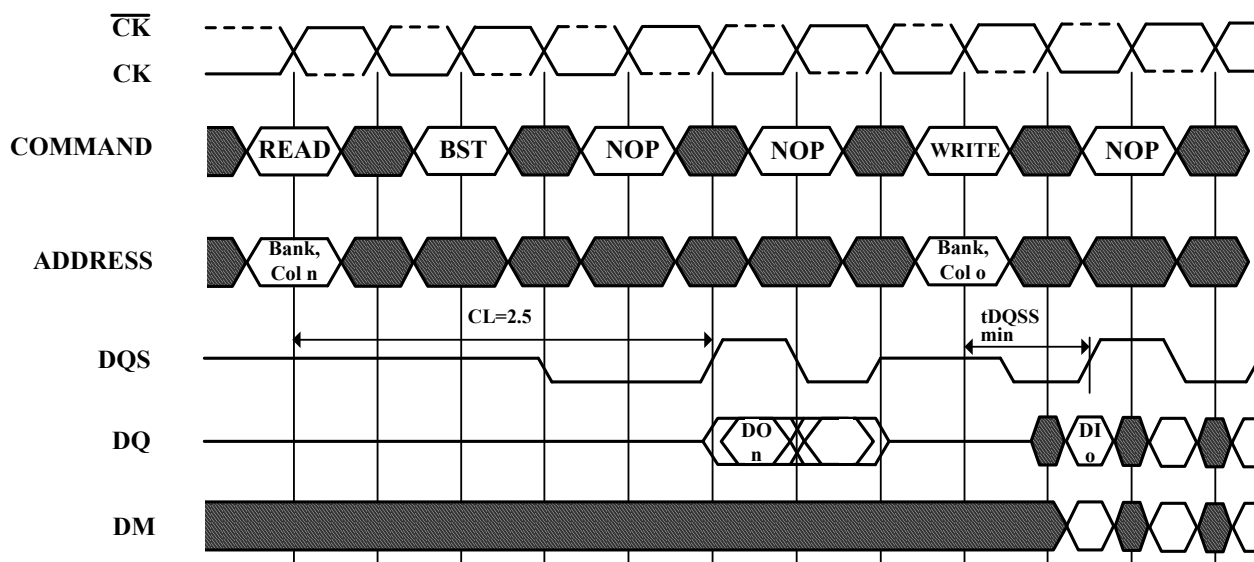 CK
CK
COMMAND
READ
BST
NOP
NOP
WRITE
NOP
ADDRESS
Bank,
Col n
Bank,
Col o
CL=2.5
tDQSS
min
DQS
DQ
DO
n
DI
o
DM